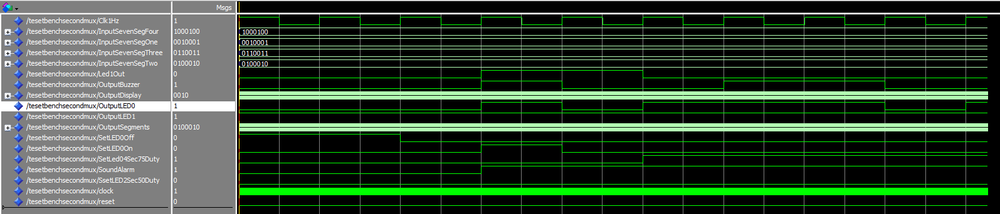 Msgs
/tesetbenchsecondmux/Clk1Hz 1
/tesetbenchsecondmux/InputSevenSegFour 1000100 1000100
/tesetbenchsecondmux/InputSevenSegOne 0010001 0010001
/tesetbenchsecondmux/InputSevenSegThree 0110011 0110011
/tesetbenchsecondmux/InputSevenSegTwo 0100010 0100010
/tesetbenchsecondmux/Led1Out 0
/tesetbenchsecondmux/OutputBuzzer 1
/tesetbenchsecondmux/OutputDisplay 0010
/tesetbenchsecondmux/OutputLED0 1
/tesetbenchsecondmux/OutputLED1 1
/tesetbenchsecondmux/OutputSegments 0100010
/tesetbenchsecondmux/SetLED0Off 0
/tesetbenchsecondmux/SetLED0On 0
/tesetbenchsecondmux/SetLed04Sec75Duty 1
/tesetbenchsecondmux/SoundAlarm 1
/tesetbenchsecondmux/SsetLED2Sec50Duty 0
/tesetbenchsecondmux/clock 1
/tesetbenchsecondmux/reset 0